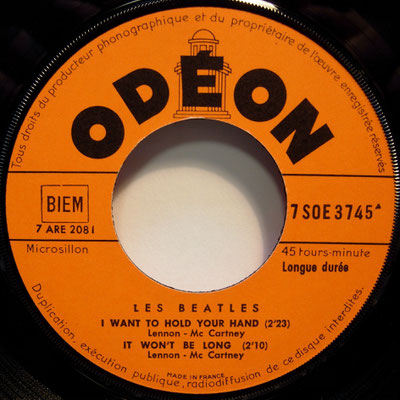 Tous droits du producteur phonographique et du propriétaire de l'œuvre enregistrée réservés
ODÉON
BIEM
7 ARE 2081
7 SOE 3745 A
Microsillon
45 tours-minute
Longue durée
LES BEATLES
I WANT TO HOLD YOUR HAND (2'23)
Lennon - Mc Cartney
IT WON'T BE LONG (2'10)
Lennon - Mc Cartney
Duplication, exécution publique, radiodiffusion de ce disque interdites.
MADE IN FRANCE